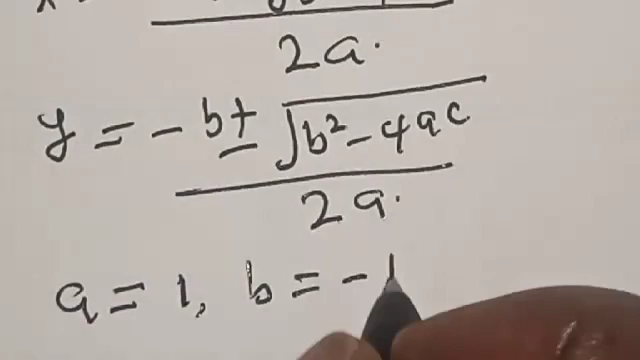 2a.
y = -b ± √b² - 4ac
2a.
a = 1, b = -1